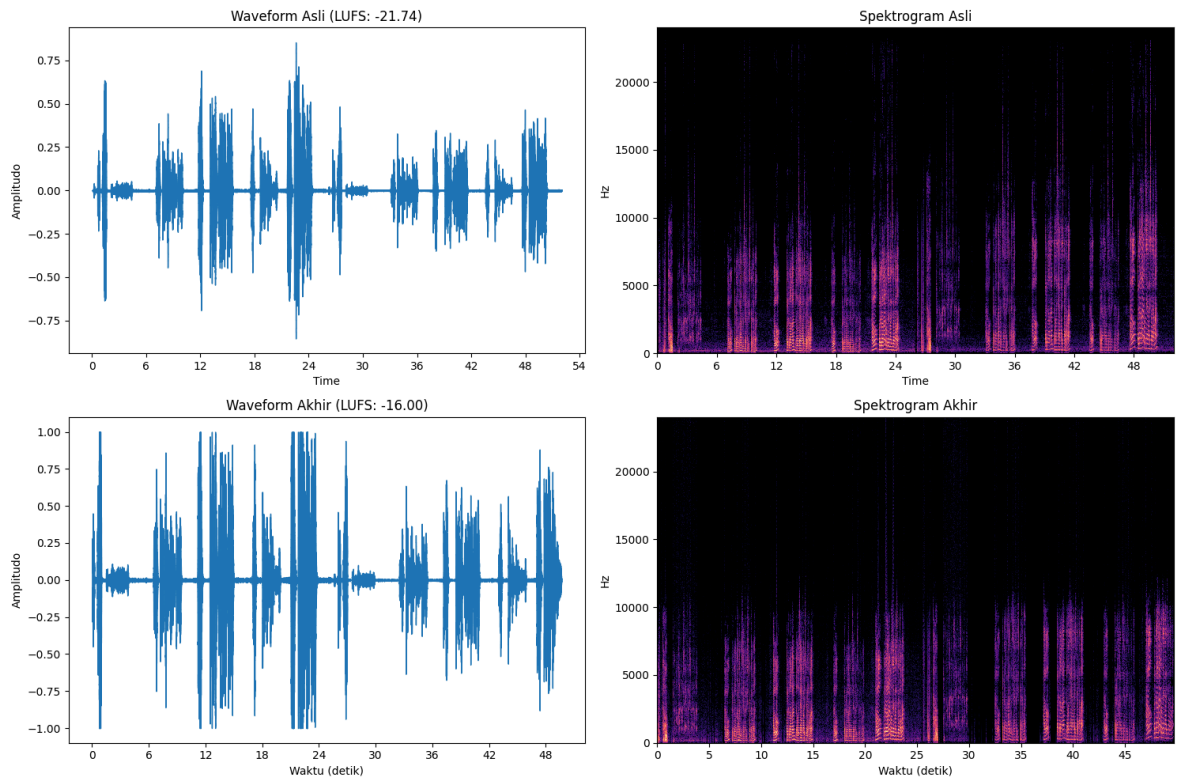 Waveform Asli (LUFS: -21.74)
0.75
0.50
0.25
0.00
−0.25
−0.50
−0.75
Amplitudo
0 6 12 18 24 30 36 42 48 54
Time
Spektrogram Asli
20000
15000
10000
5000
0
Hz
0 6 12 18 24 30 36 42 48
Time
Waveform Akhir (LUFS: -16.00)
1.00
0.75
0.50
0.25
0.00
−0.25
−0.50
−0.75
−1.00
Amplitudo
0 6 12 18 24 30 36 42 48
Waktu (detik)
Spektrogram Akhir
20000
15000
10000
5000
0
Hz
0 5 10 15 20 25 30 35 40 45
Waktu (detik)